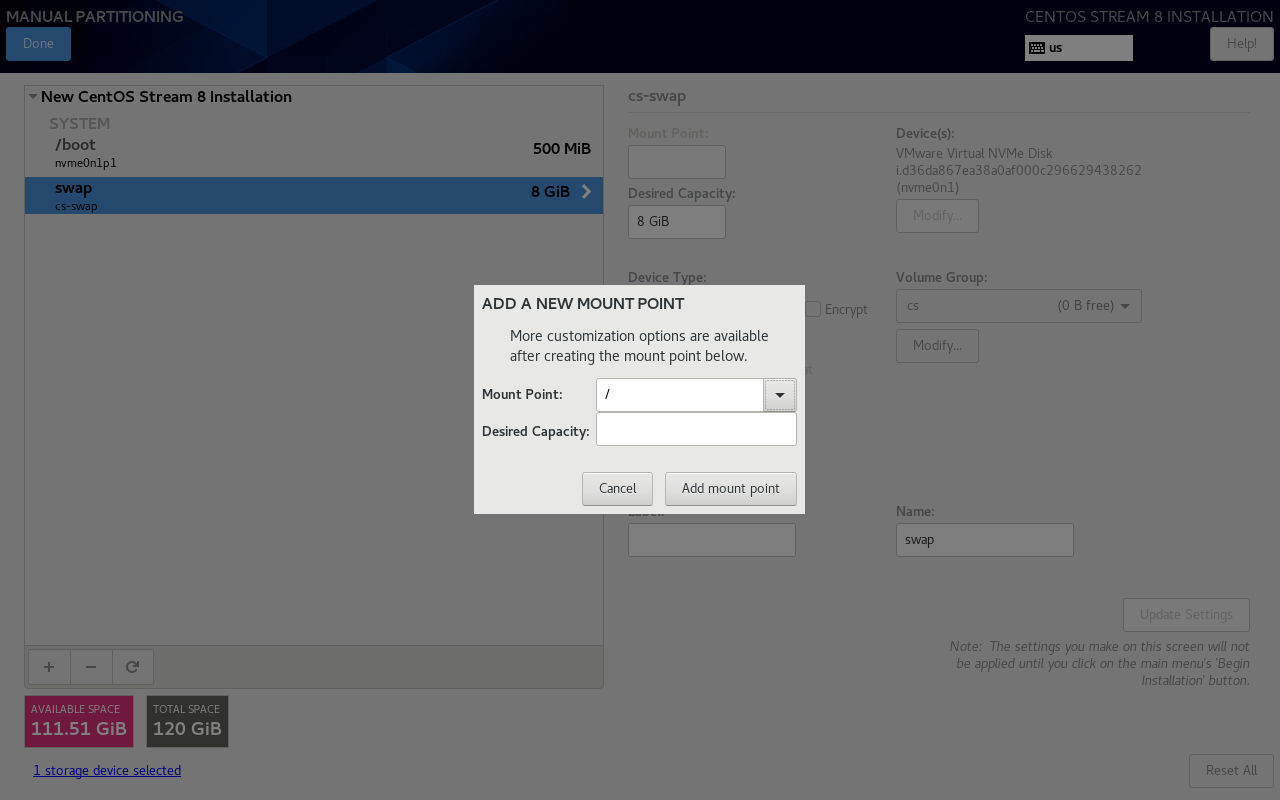 MANUAL PARTITIONING
CENTOS STREAM 8 INSTALLATION
Done
us
Help!
New CentOS Stream 8 Installation
SYSTEM
/boot
500 MiB
nvme0n1p1
swap
8 GiB
cs-swap
cs-swap
Mount Point:
Desired Capacity:
8 GiB
Device(s):
VMware Virtual NVMe Disk
i.d36da867ea38a0af000c296629438262
(nvme0n1)
Modify...
Device Type:
Encrypt
Volume Group:
cs (0 B free)
Modify...
ADD A NEW MOUNT POINT
More customization options are available
after creating the mount point below.
Mount Point: /
Desired Capacity:
Cancel
Add mount point
Label:
Name:
swap
Update Settings
Note: The settings you make on this screen will not
be applied until you click on the main menu's 'Begin
Installation' button.
AVAILABLE SPACE
111.51 GiB
TOTAL SPACE
120 GiB
1 storage device selected
Reset All